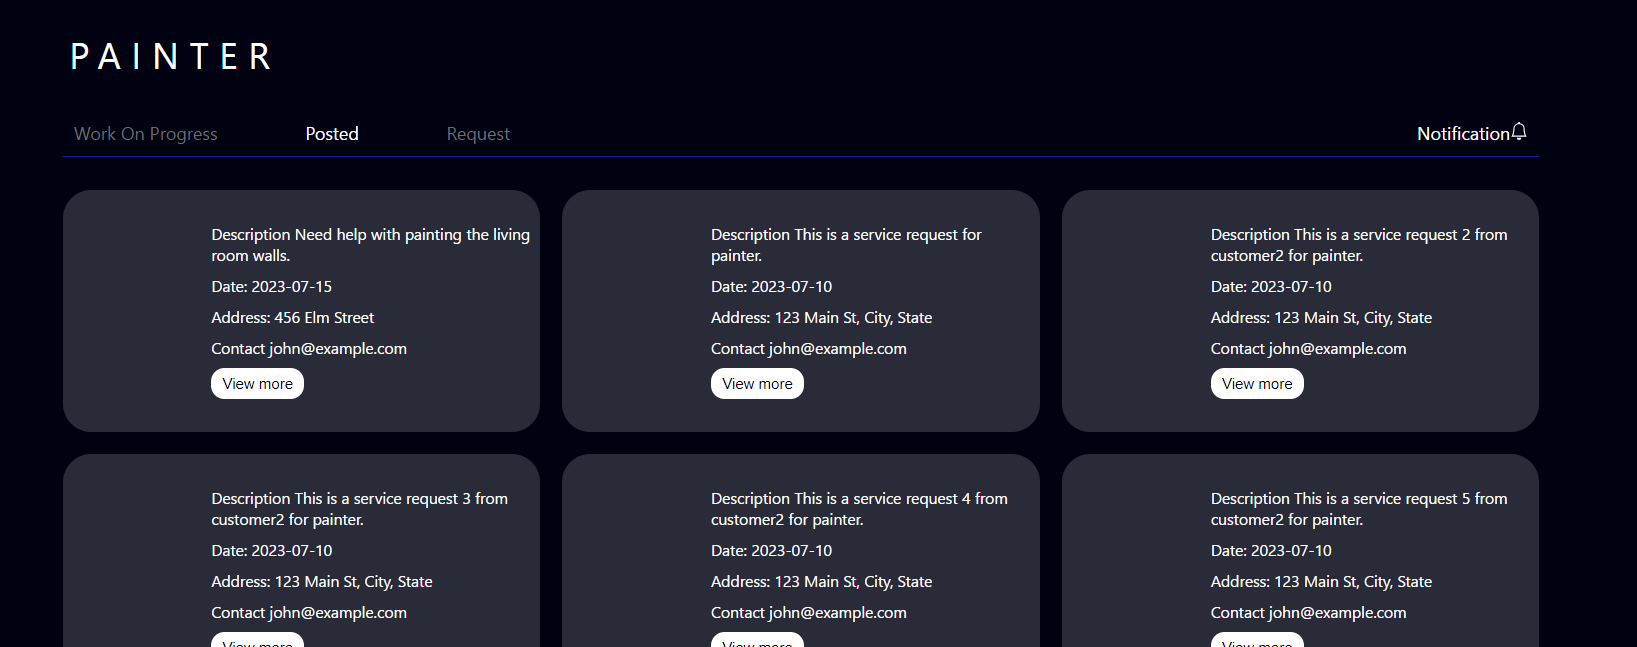 PAINTER
Work On Progress Posted Request Notification
Description Need help with painting the living
room walls.
Date: 2023-07-15
Address: 456 Elm Street
Contact john@example.com
View more
Description This is a service request for
painter.
Date: 2023-07-10
Address: 123 Main St, City, State
Contact john@example.com
View more
Description This is a service request 2 from
customer2 for painter.
Date: 2023-07-10
Address: 123 Main St, City, State
Contact john@example.com
View more
Description This is a service request 3 from
customer2 for painter.
Date: 2023-07-10
Address: 123 Main St, City, State
Contact john@example.com
View more
Description This is a service request 4 from
customer2 for painter.
Date: 2023-07-10
Address: 123 Main St, City, State
Contact john@example.com
View more
Description This is a service request 5 from
customer2 for painter.
Date: 2023-07-10
Address: 123 Main St, City, State
Contact john@example.com
View more